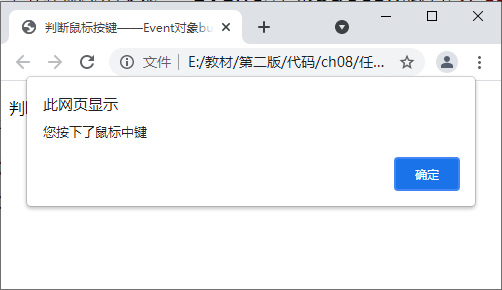 判断鼠标按键——Event对象bu
文件 E:/教材/第二版/代码/ch08/任...
判
此网页显示
您按下了鼠标中键
确定